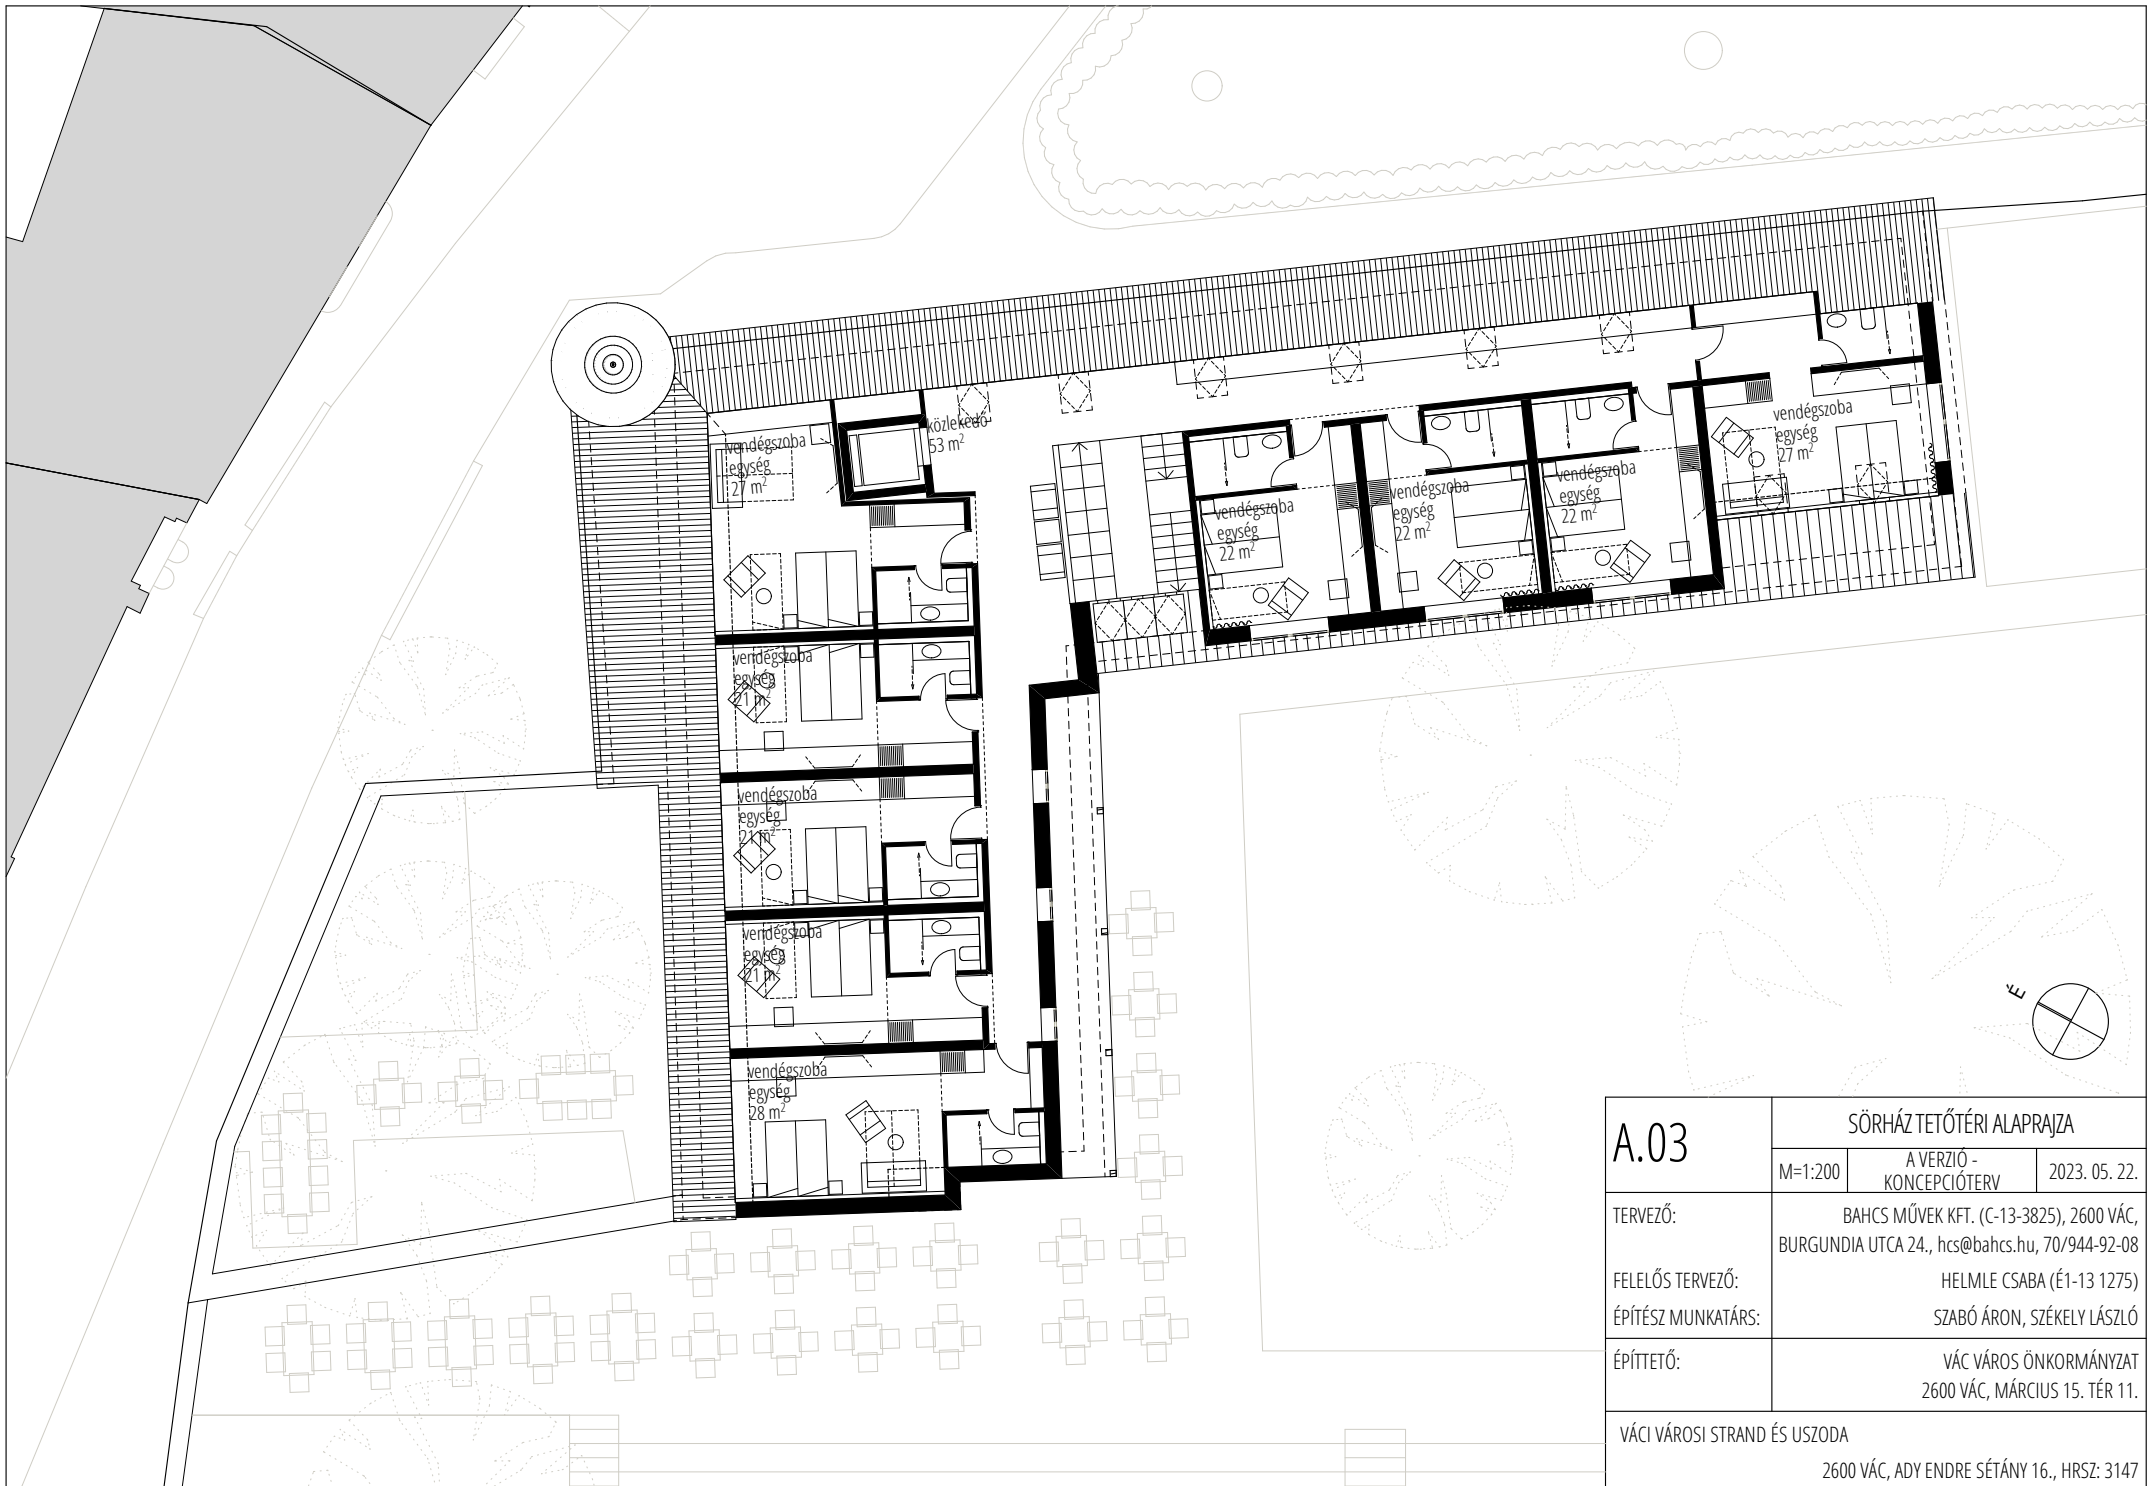 közlekedő
53 m²
vendégszoba
egység
27 m²
vendégszoba
egység
21 m²
vendégszoba
egység
21 m²
vendégszoba
egység
21 m²
vendégszoba
egység
28 m²
vendégszoba
egység
22 m²
vendégszoba
egység
22 m²
vendégszoba
egység
22 m²
vendégszoba
egység
27 m²
É
A.03
SÖRHÁZ TETŐTÉRI ALAPRAJZA
M=1:200
A VERZIÓ -
KONCEPCIÓTERV
2023. 05. 22.
TERVEZŐ:
BAHCS MŰVEK KFT. (C-13-3825), 2600 VÁC,
BURGUNDIA UTCA 24., hcs@bahcs.hu, 70/944-92-08
FELELŐS TERVEZŐ:
HELMLE CSABA (É1-13 1275)
ÉPÍTÉSZ MUNKATÁRS:
SZABÓ ÁRON, SZÉKELY LÁSZLÓ
ÉPÍTTETŐ:
VÁC VÁROS ÖNKORMÁNYZAT
2600 VÁC, MÁRCIUS 15. TÉR 11.
VÁCI VÁROSI STRAND ÉS USZODA
2600 VÁC, ADY ENDRE SÉTÁNY 16., HRSZ: 3147